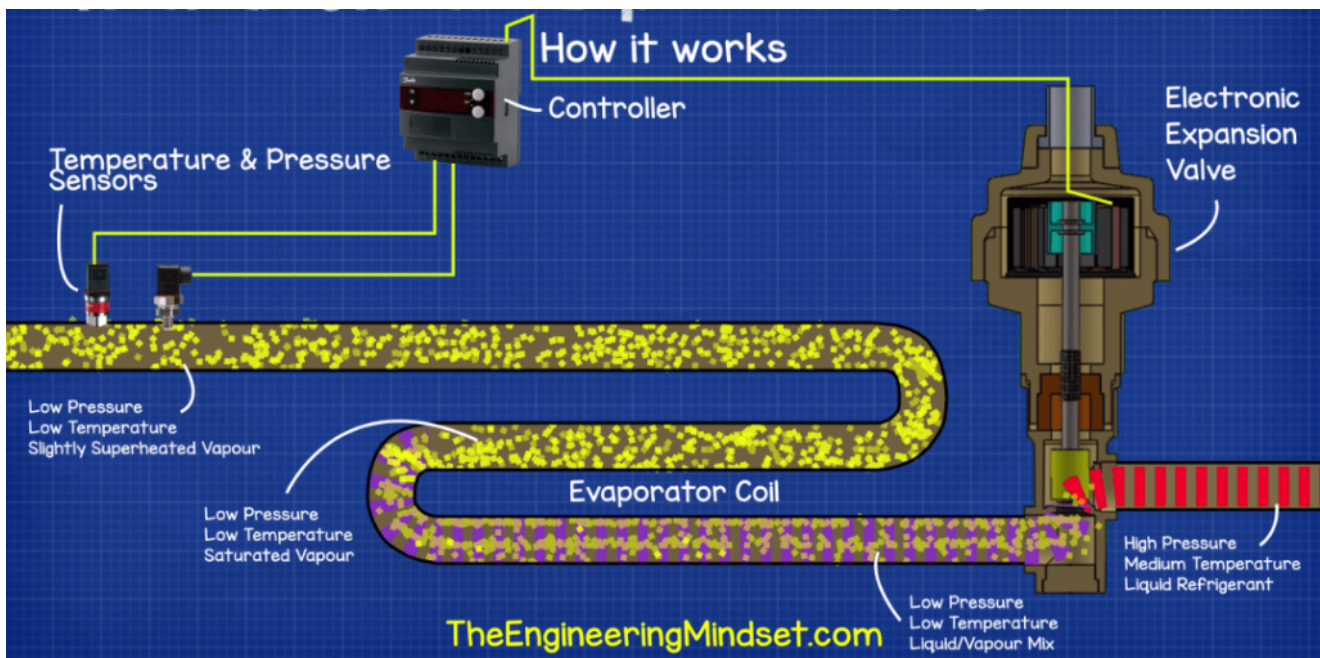 How it works
Controller
Electronic
Expansion
Valve
Temperature & Pressure
Sensors
Low Pressure
Low Temperature
Slightly Superheated Vapour
Evaporator Coil
Low Pressure
Low Temperature
Saturated Vapour
High Pressure
Medium Temperature
Liquid Refrigerant
Low Pressure
Low Temperature
Liquid/Vapour Mix
TheEngineeringMindset.com